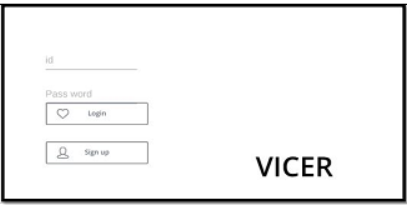 id
Pass word
Login
Sign up
VICER